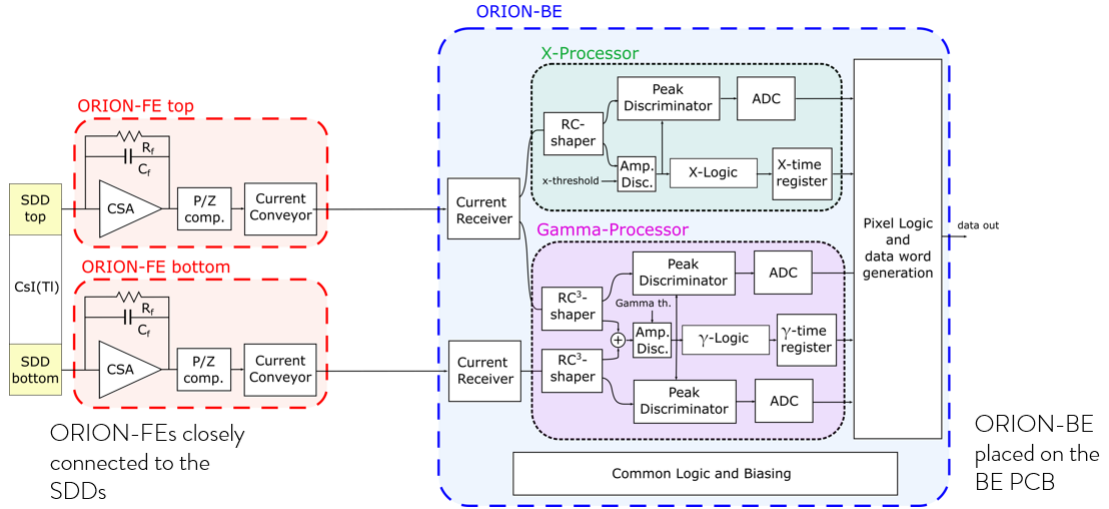 ORION-BE
X-Processor
Peak
Discriminator
ADC
RC-
shaper
Amp.
Disc.
x-threshold
X-Logic
X-time
register
ORION-FE top
Rf
Cf
SDD
top
CSA
P/Z
comp.
Current
Conveyor
Current
Receiver
Gamma-Processor
Peak
Discriminator
ADC
RC³-
shaper
Gamma th.
+
Amp.
Disc.
γ-Logic
γ-time
register
Pixel Logic
and
data word
generation
data out
ORION-FE bottom
CsI(Tl)
Rf
Cf
SDD
bottom
CSA
P/Z
comp.
Current
Conveyor
Current
Receiver
RC³-
shaper
Peak
Discriminator
ADC
Common Logic and Biasing
ORION-FEs closely
connected to the
SDDs
ORION-BE
placed on the
BE PCB